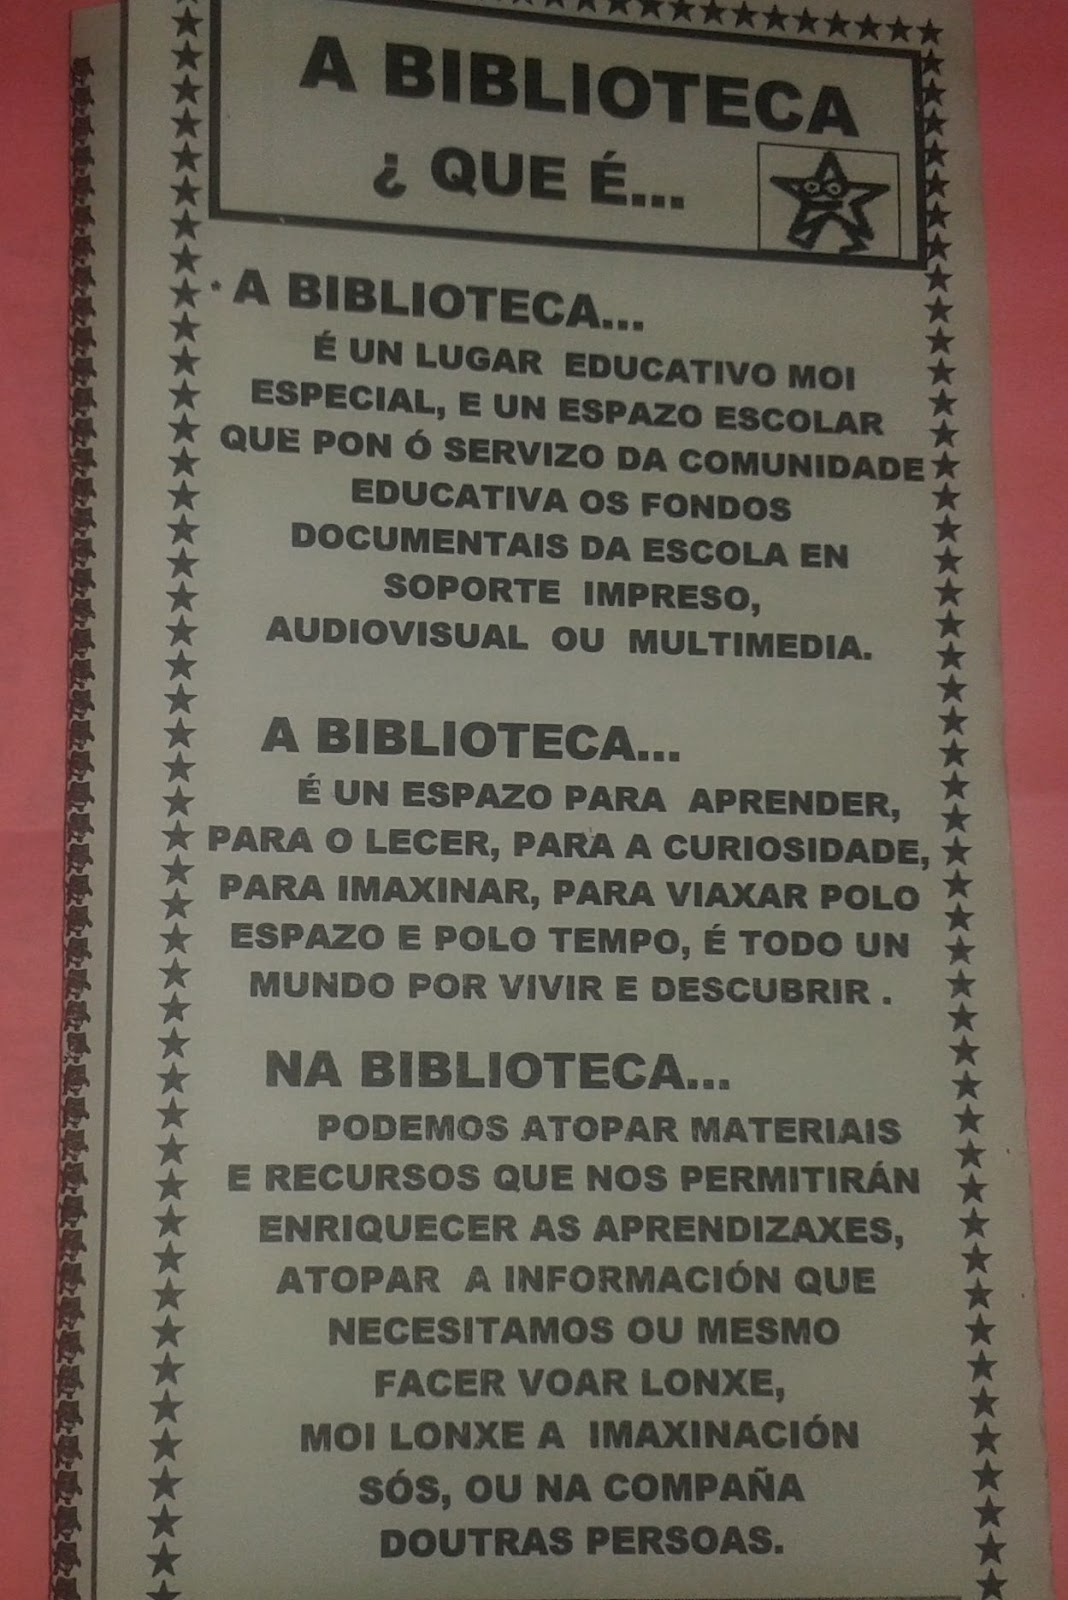 A BIBLIOTECA
¿ QUE É...
* A BIBLIOTECA...
É UN LUGAR EDUCATIVO MOI
ESPECIAL, E UN ESPAZO ESCOLAR
QUE PON Ó SERVIZO DA COMUNIDADE
EDUCATIVA OS FONDOS
DOCUMENTAIS DA ESCOLA EN
SOPORTE IMPRESO,
AUDIOVISUAL OU MULTIMEDIA.
A BIBLIOTECA...
É UN ESPAZO PARA APRENDER,
PARA O LECER, PARA A CURIOSIDADE,
PARA IMAXINAR, PARA VIAXAR POLO
ESPAZO E POLO TEMPO, É TODO UN
MUNDO POR VIVIR E DESCUBRIR .
NA BIBLIOTECA...
PODEMOS ATOPAR MATERIAIS
E RECURSOS QUE NOS PERMITIRÁN
ENRIQUECER AS APRENDIZAXES,
ATOPAR A INFORMACIÓN QUE
NECESITAMOS OU MESMO
FACER VOAR LONXE,
MOI LONXE A IMAXINACIÓN
SÓS, OU NA COMPAÑA
DOUTRAS PERSOAS.